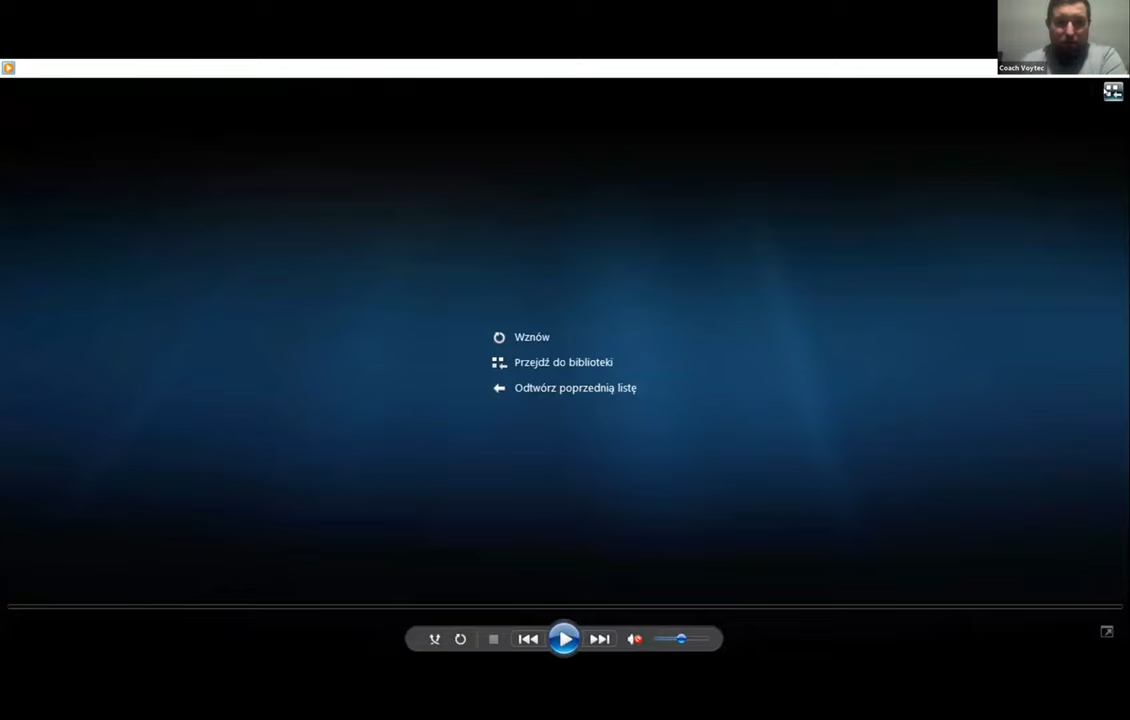 Coach Voytec
Wznów
Przejdź do biblioteki
Odtwórz poprzednią listę